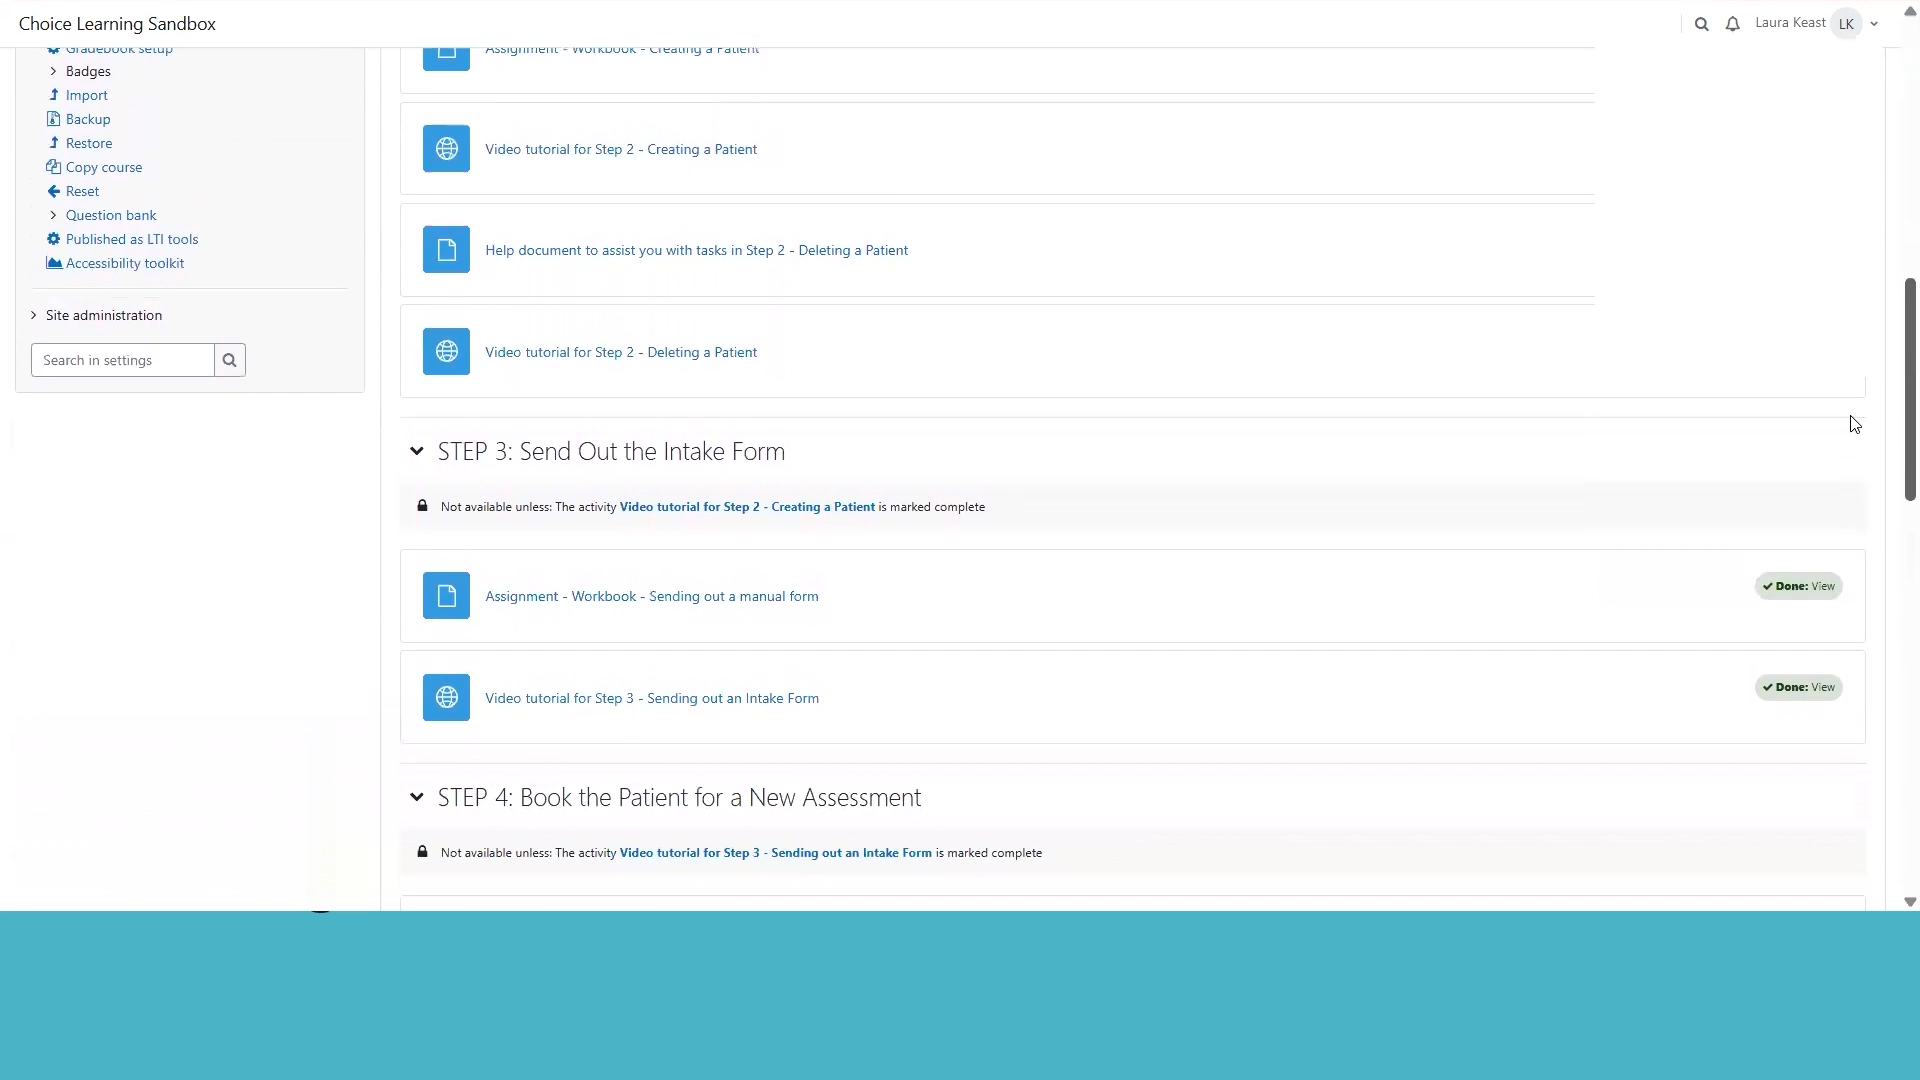 Choice Learning Sandbox
Laura Keast LK
Gradebook setup
Badges
Import
Backup
Restore
Copy course
Reset
Question bank
Published as LTI tools
Accessibility toolkit
Site administration
Search in settings
Assignment - Workbook - Creating a Patient
Video tutorial for Step 2 - Creating a Patient
Help document to assist you with tasks in Step 2 - Deleting a Patient
Video tutorial for Step 2 - Deleting a Patient
STEP 3: Send Out the Intake Form
Not available unless: The activity Video tutorial for Step 2 - Creating a Patient is marked complete
Assignment - Workbook - Sending out a manual form
Done: View
Video tutorial for Step 3 - Sending out an Intake Form
Done: View
STEP 4: Book the Patient for a New Assessment
Not available unless: The activity Video tutorial for Step 3 - Sending out an Intake Form is marked complete